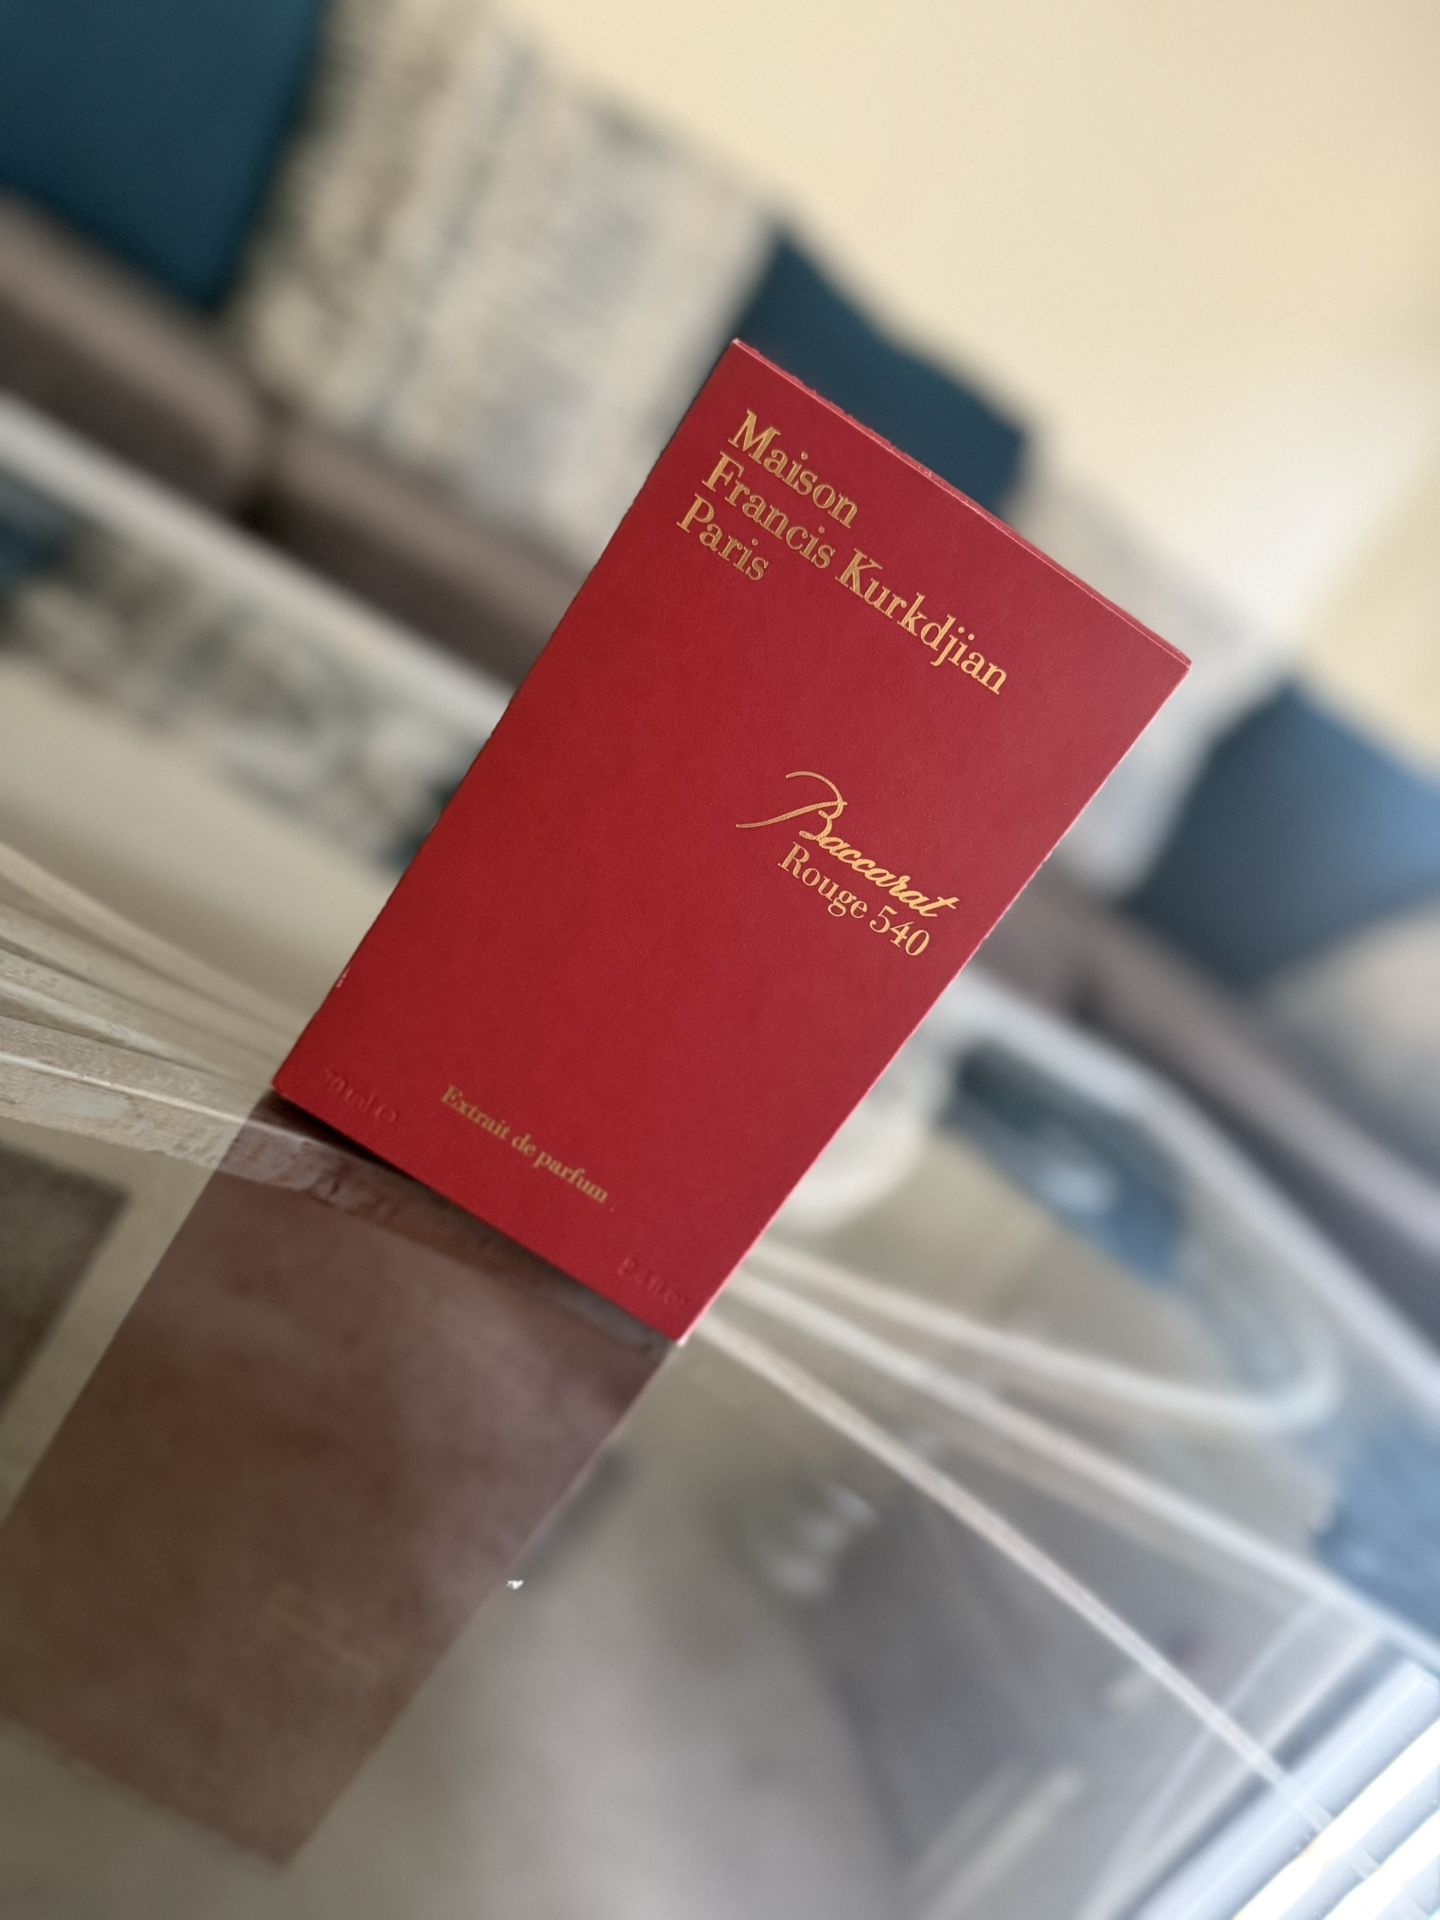 Maison
Francis Kurkdjian
Paris
Baccarat
Rouge 540
Extrait de parfum